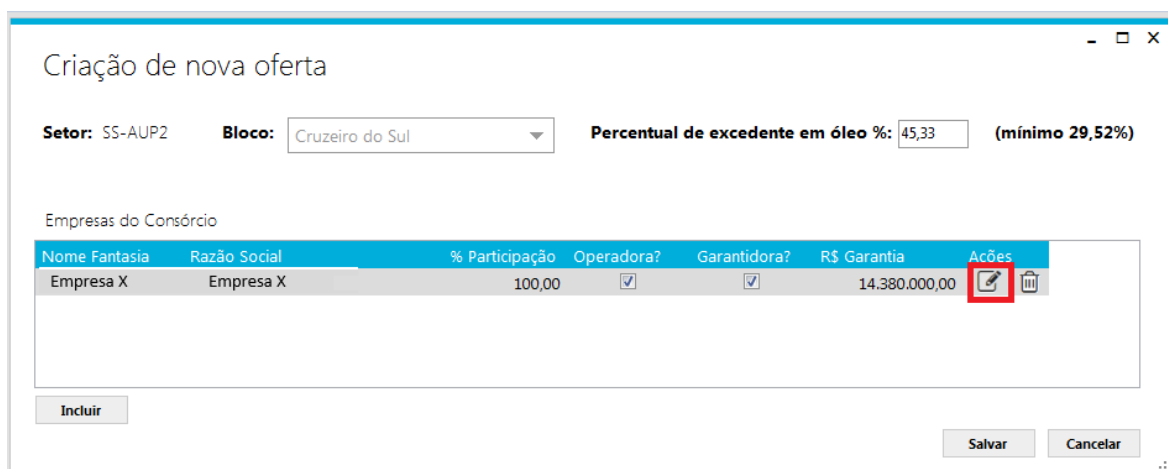 Criação de nova oferta
Setor: SS-AUP2 Bloco: Cruzeiro do Sul Percentual de excedente em óleo %: 45,33 (mínimo 29,52%)
Empresas do Consórcio
Nome Fantasia Razão Social % Participação Operadora? Garantidora? R$ Garantia Ações
Empresa X Empresa X 100,00 14.380.000,00
Incluir
Salvar Cancelar